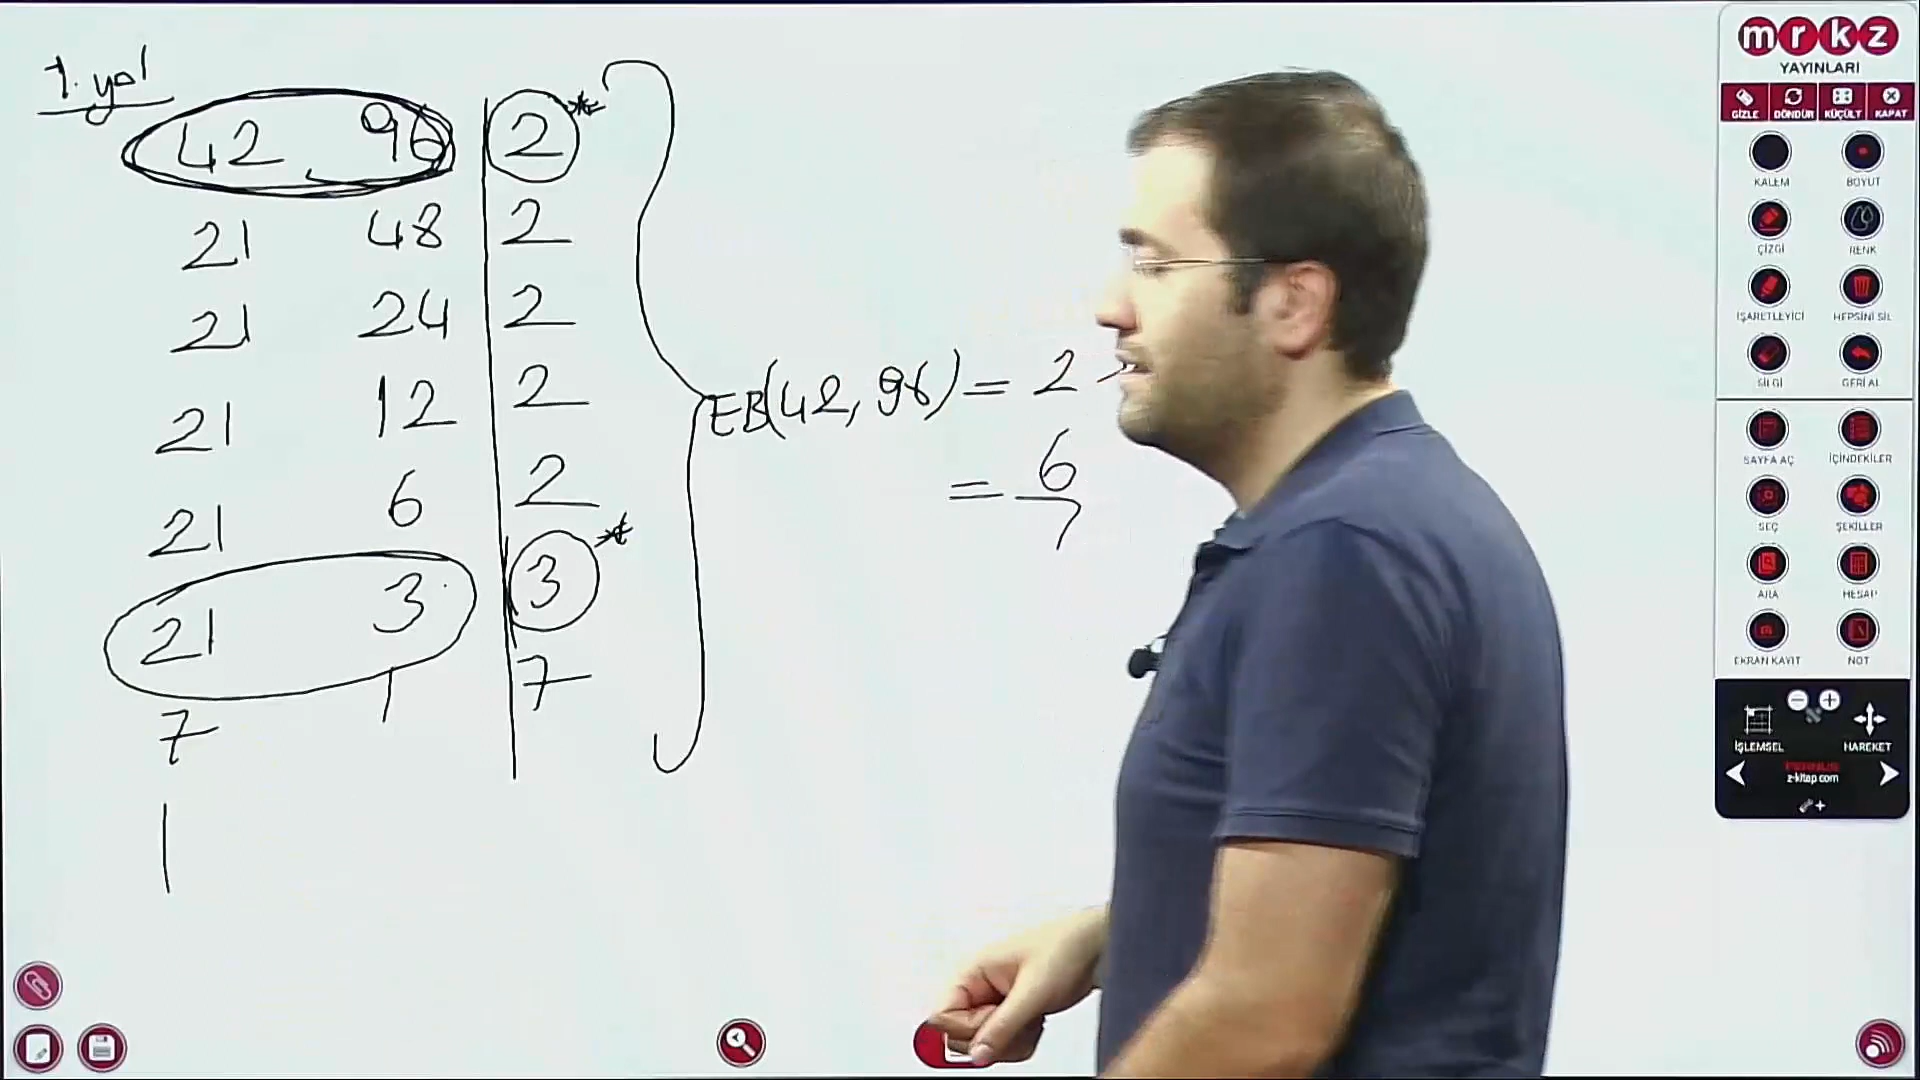 1. yol
42 96 2*
21 48 2
21 24 2
21 12 2
21 6 2
21 3 3*
7 1 7
1
EB(42, 96) = 2
= 6
mrkz
YAYINLARI
GİZLE DÖNDÜR KÜÇÜLT KAPAT
KALEM BOYUT
ÇİZGİ RENK
İŞARETLEYİCİ HEPSİNİ SİL
SİLGİ GERİ AL
SAYFA AÇ İÇİNDEKİLER
SEÇ ŞEKİLLER
ARA HESAP
EKRAN KAYIT NOT
İŞLEMSEL HAREKET
z-kitap.com